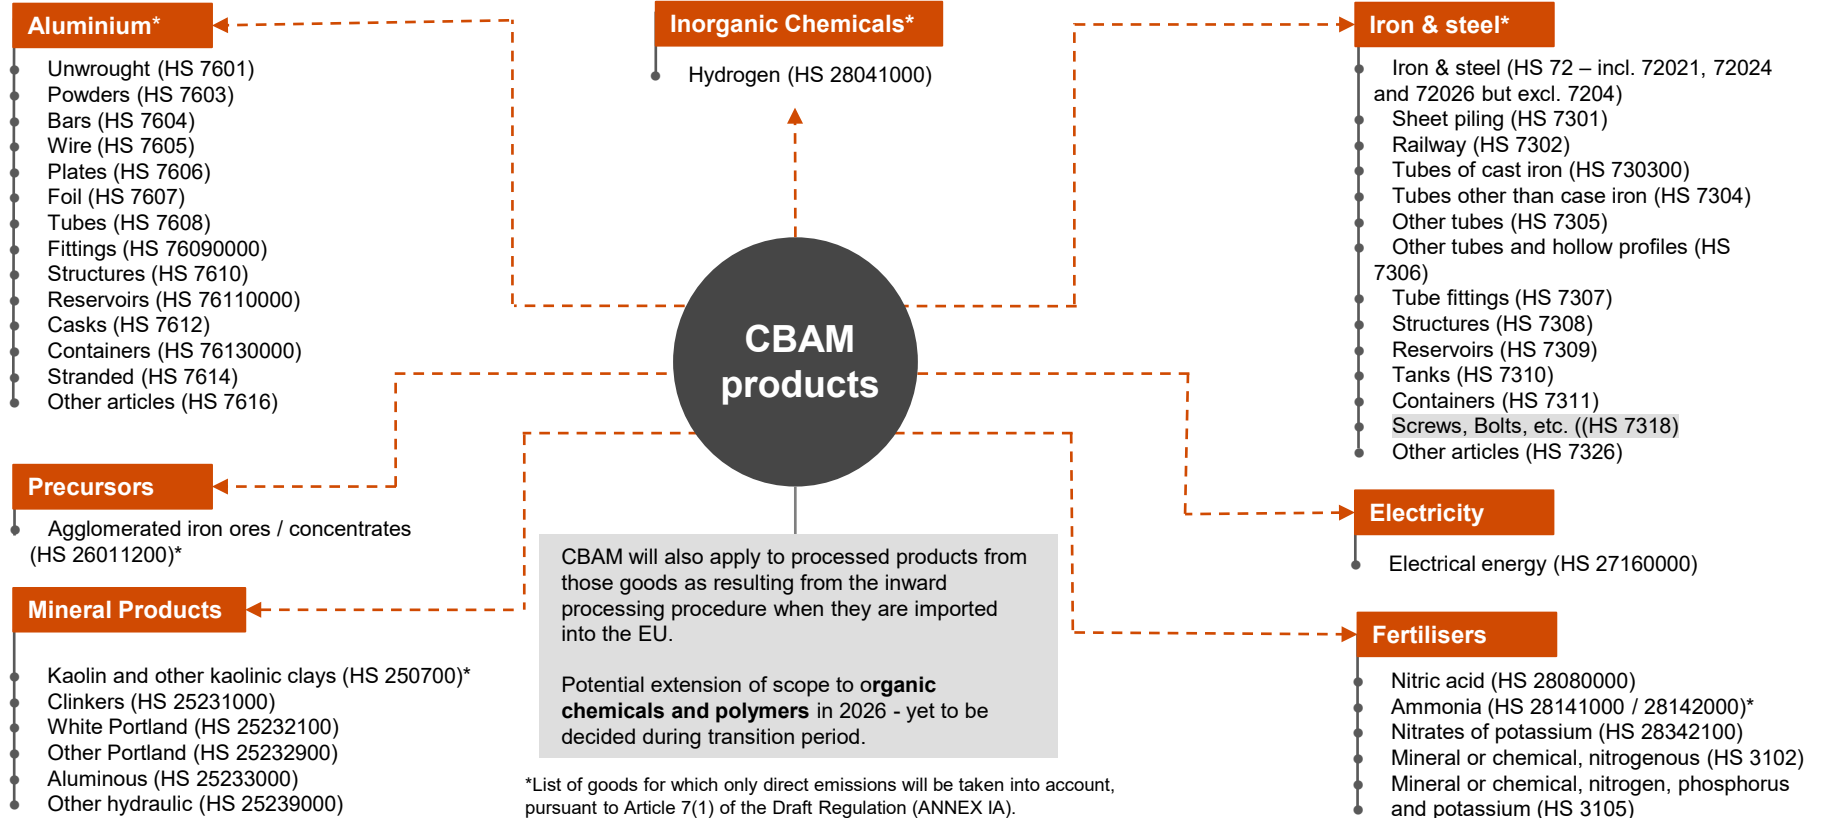 Aluminium*
Unwrought (HS 7601)
Powders (HS 7603)
Bars (HS 7604)
Wire (HS 7605)
Plates (HS 7606)
Foil (HS 7607)
Tubes (HS 7608)
Fittings (HS 76090000)
Structures (HS 7610)
Reservoirs (HS 76110000)
Casks (HS 7612)
Containers (HS 76130000)
Stranded (HS 7614)
Other articles (HS 7616)
Precursors
Agglomerated iron ores / concentrates
(HS 26011200)*
Mineral Products
Kaolin and other kaolinic clays (HS 250700)*
Clinkers (HS 25231000)
White Portland (HS 25232100)
Other Portland (HS 25232900)
Aluminous (HS 25233000)
Other hydraulic (HS 25239000)
Inorganic Chemicals*
Hydrogen (HS 28041000)
CBAM
products
CBAM will also apply to processed products from
those goods as resulting from the inward
processing procedure when they are imported
into the EU.
Potential extension of scope to organic
chemicals and polymers in 2026 - yet to be
decided during transition period.
*List of goods for which only direct emissions will be taken into account,
pursuant to Article 7(1) of the Draft Regulation (ANNEX IA).
Iron & steel*
Iron & steel (HS 72 – incl. 72021, 72024
and 72026 but excl. 7204)
Sheet piling (HS 7301)
Railway (HS 7302)
Tubes of cast iron (HS 730300)
Tubes other than case iron (HS 7304)
Other tubes (HS 7305)
Other tubes and hollow profiles (HS
7306)
Tube fittings (HS 7307)
Structures (HS 7308)
Reservoirs (HS 7309)
Tanks (HS 7310)
Containers (HS 7311)
Screws, Bolts, etc. ((HS 7318)
Other articles (HS 7326)
Electricity
Electrical energy (HS 27160000)
Fertilisers
Nitric acid (HS 28080000)
Ammonia (HS 28141000 / 28142000)*
Nitrates of potassium (HS 28342100)
Mineral or chemical, nitrogenous (HS 3102)
Mineral or chemical, nitrogen, phosphorus
and potassium (HS 3105)